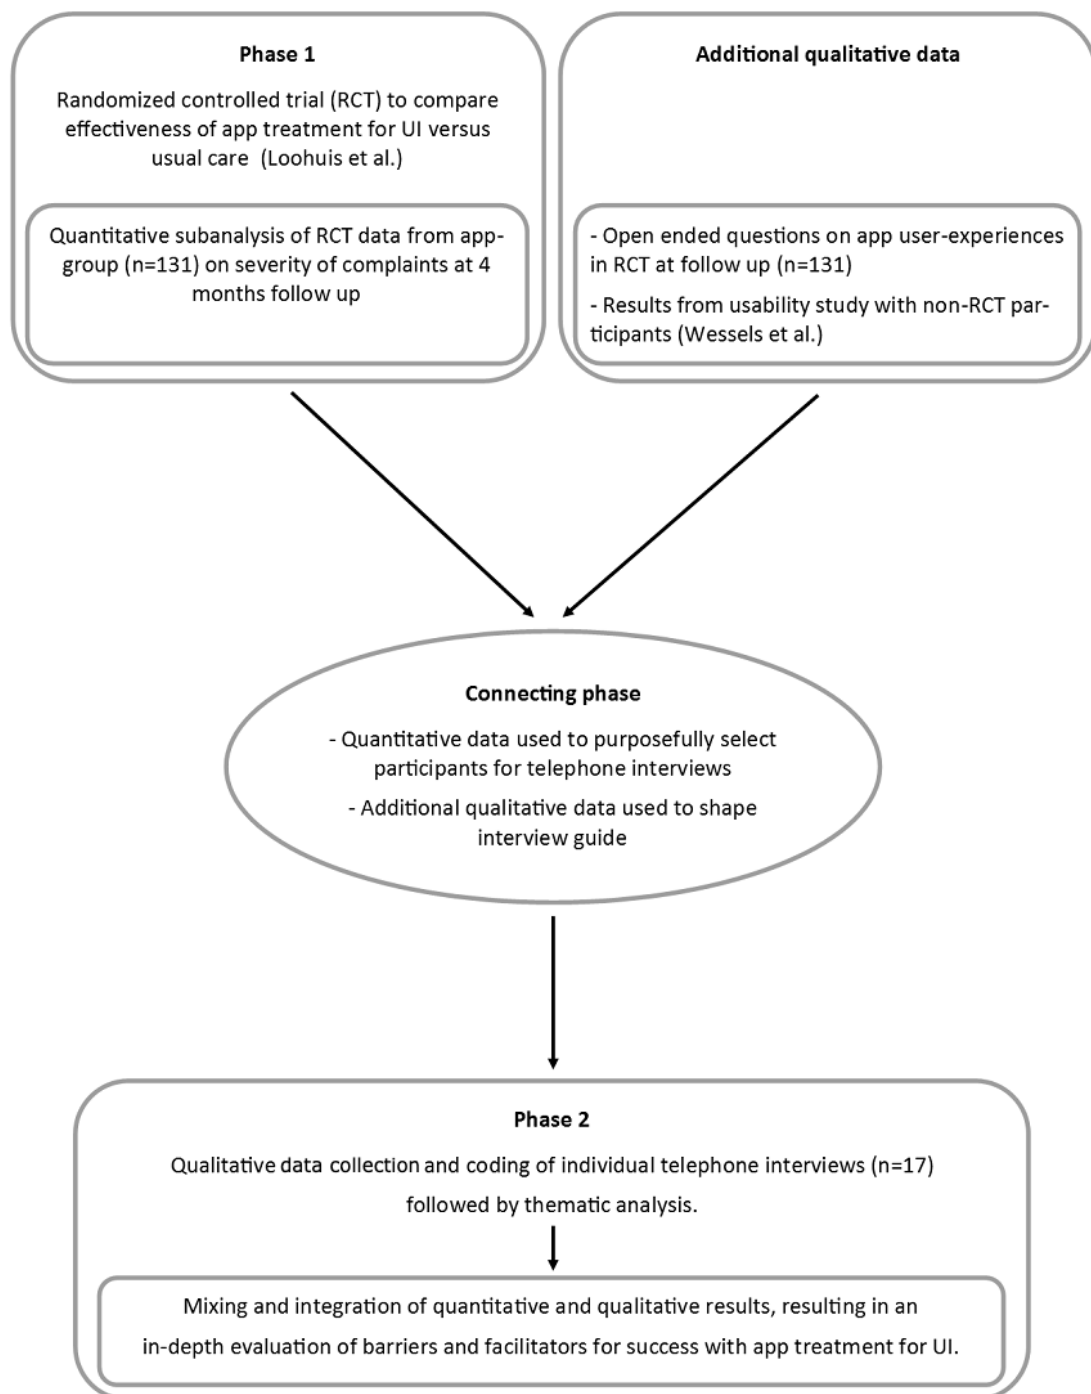 Phase 1
Randomized controlled trial (RCT) to compare
effectiveness of app treatment for UI versus
usual care (Loohuis et al.)
Quantitative subanalysis of RCT data from app-
group (n=131) on severity of complaints at 4
months follow up
Additional qualitative data
- Open ended questions on app user-experiences
in RCT at follow up (n=131)
- Results from usability study with non-RCT par-
ticipants (Wessels et al.)
Connecting phase
- Quantitative data used to purposefully select
participants for telephone interviews
- Additional qualitative data used to shape
interview guide
Phase 2
Qualitative data collection and coding of individual telephone interviews (n=17)
followed by thematic analysis.
Mixing and integration of quantitative and qualitative results, resulting in an
in-depth evaluation of barriers and facilitators for success with app treatment for UI.